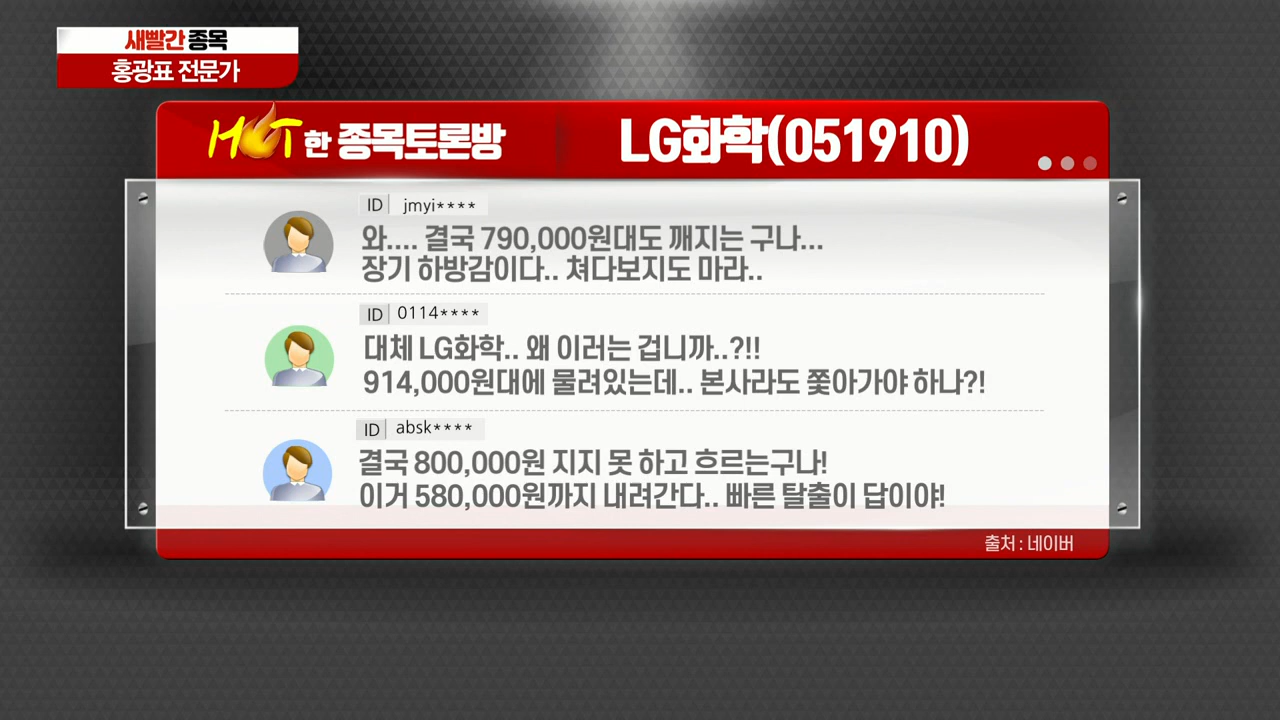 새빨간 종목
홍광표 전문가
HOT한 종목토론방
LG화학(051910)
ID jmyi****
와.... 결국 790,000원대도 깨지는 구나...
장기 하방감이다.. 쳐다보지도 마라..
ID 0114****
대체 LG화학.. 왜 이러는 겁니까..?!!
914,000원대에 물려있는데.. 본사라도 쫓아가야 하나?!
ID absk****
결국 800,000원 지지 못 하고 흐르는구나!
이거 580,000원까지 내려간다.. 빠른 탈출이 답이야!
출처 : 네이버